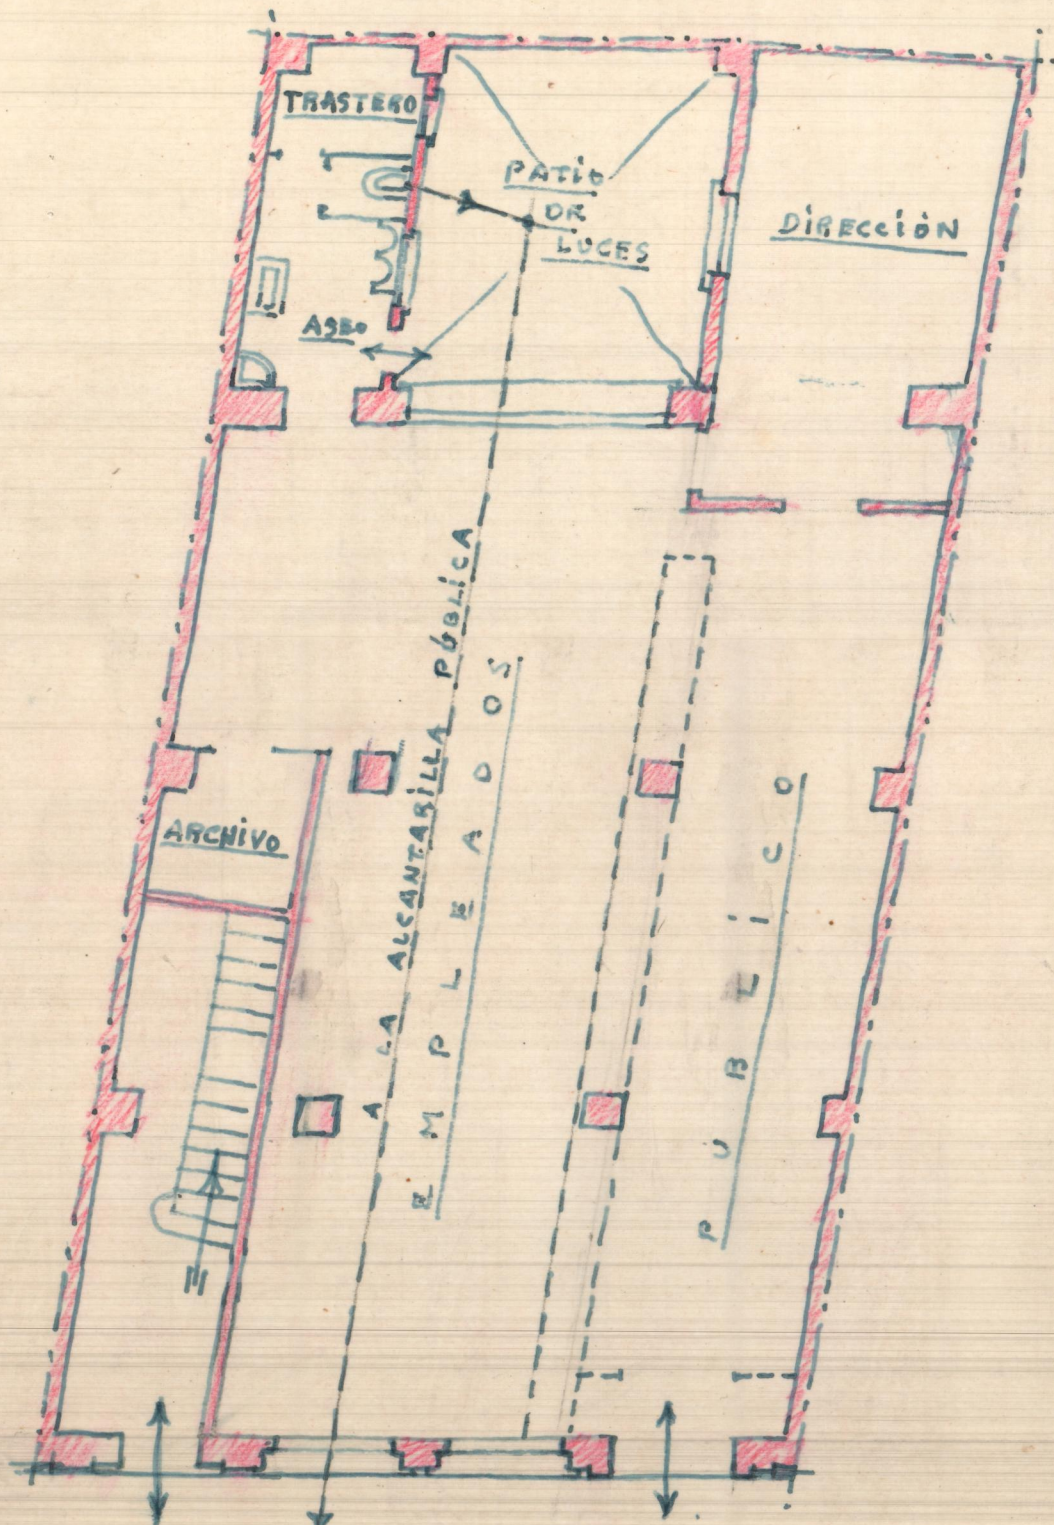 TRASTERO
PATiO
DE
LUCES
DiRECCiÓN
ASEO
A LA ALCANTARiLLA PÚBLiCA
EMPLEADOS
PÚBLiCO
ARCHiVO